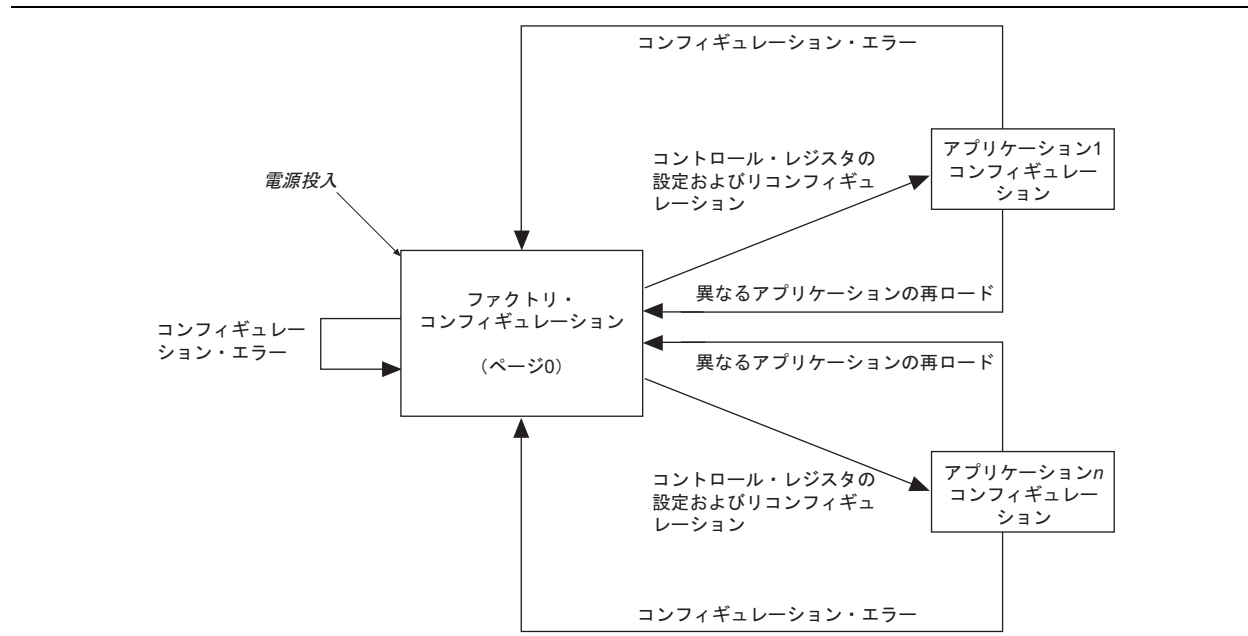 コンフィギュレーション・エラー
アプリケーション1
コンフィギュレー
ション
コントロール・レジスタの
設定およびリコンフィギュ
レーション
電源投入
異なるアプリケーションの再ロード
ファクトリ・
コンフィギュレーション
(ページ0)
コンフィギュレー
ション・エラー
異なるアプリケーションの再ロード
アプリケーションn
コンフィギュレー
ション
コントロール・レジスタの
設定およびリコンフィギュ
レーション
コンフィギュレーション・エラー